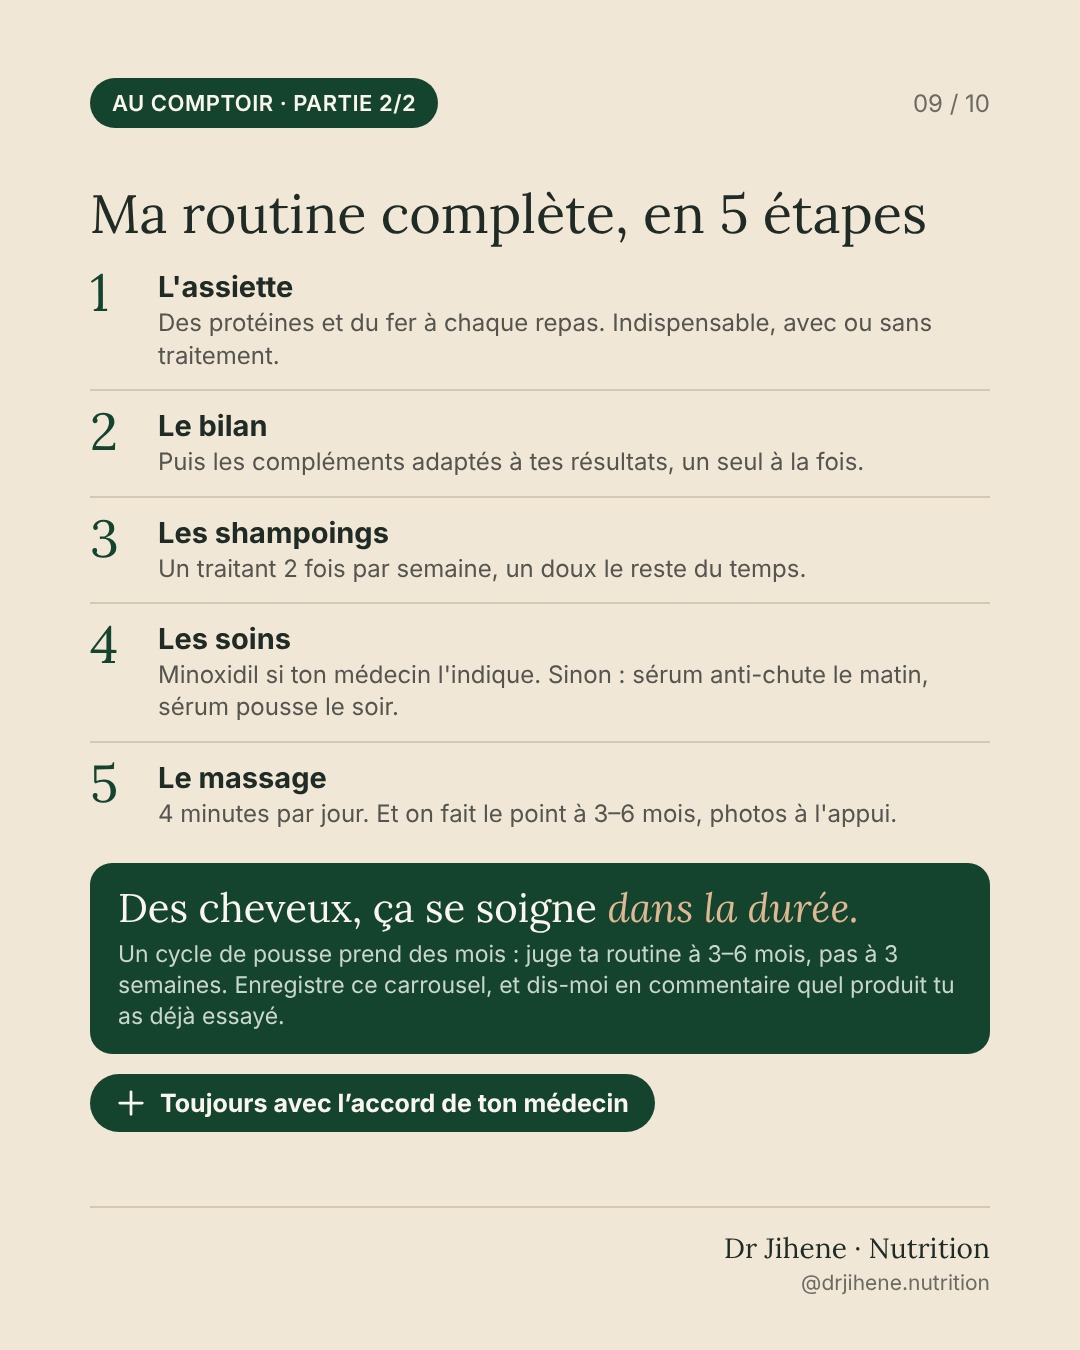 AU COMPTOIR · PARTIE 2/2
09 / 10
Ma routine complète, en 5 étapes
1
L'assiette
Des protéines et du fer à chaque repas. Indispensable, avec ou sans
traitement.
2
Le bilan
Puis les compléments adaptés à tes résultats, un seul à la fois.
3
Les shampoings
Un traitant 2 fois par semaine, un doux le reste du temps.
4
Les soins
Minoxidil si ton médecin l'indique. Sinon : sérum anti-chute le matin,
sérum pousse le soir.
5
Le massage
4 minutes par jour. Et on fait le point à 3–6 mois, photos à l'appui.
Des cheveux, ça se soigne dans la durée.
Un cycle de pousse prend des mois : juge ta routine à 3–6 mois, pas à 3
semaines. Enregistre ce carrousel, et dis-moi en commentaire quel produit tu
as déjà essayé.
+ Toujours avec l’accord de ton médecin
Dr Jihene · Nutrition
@drjihene.nutrition